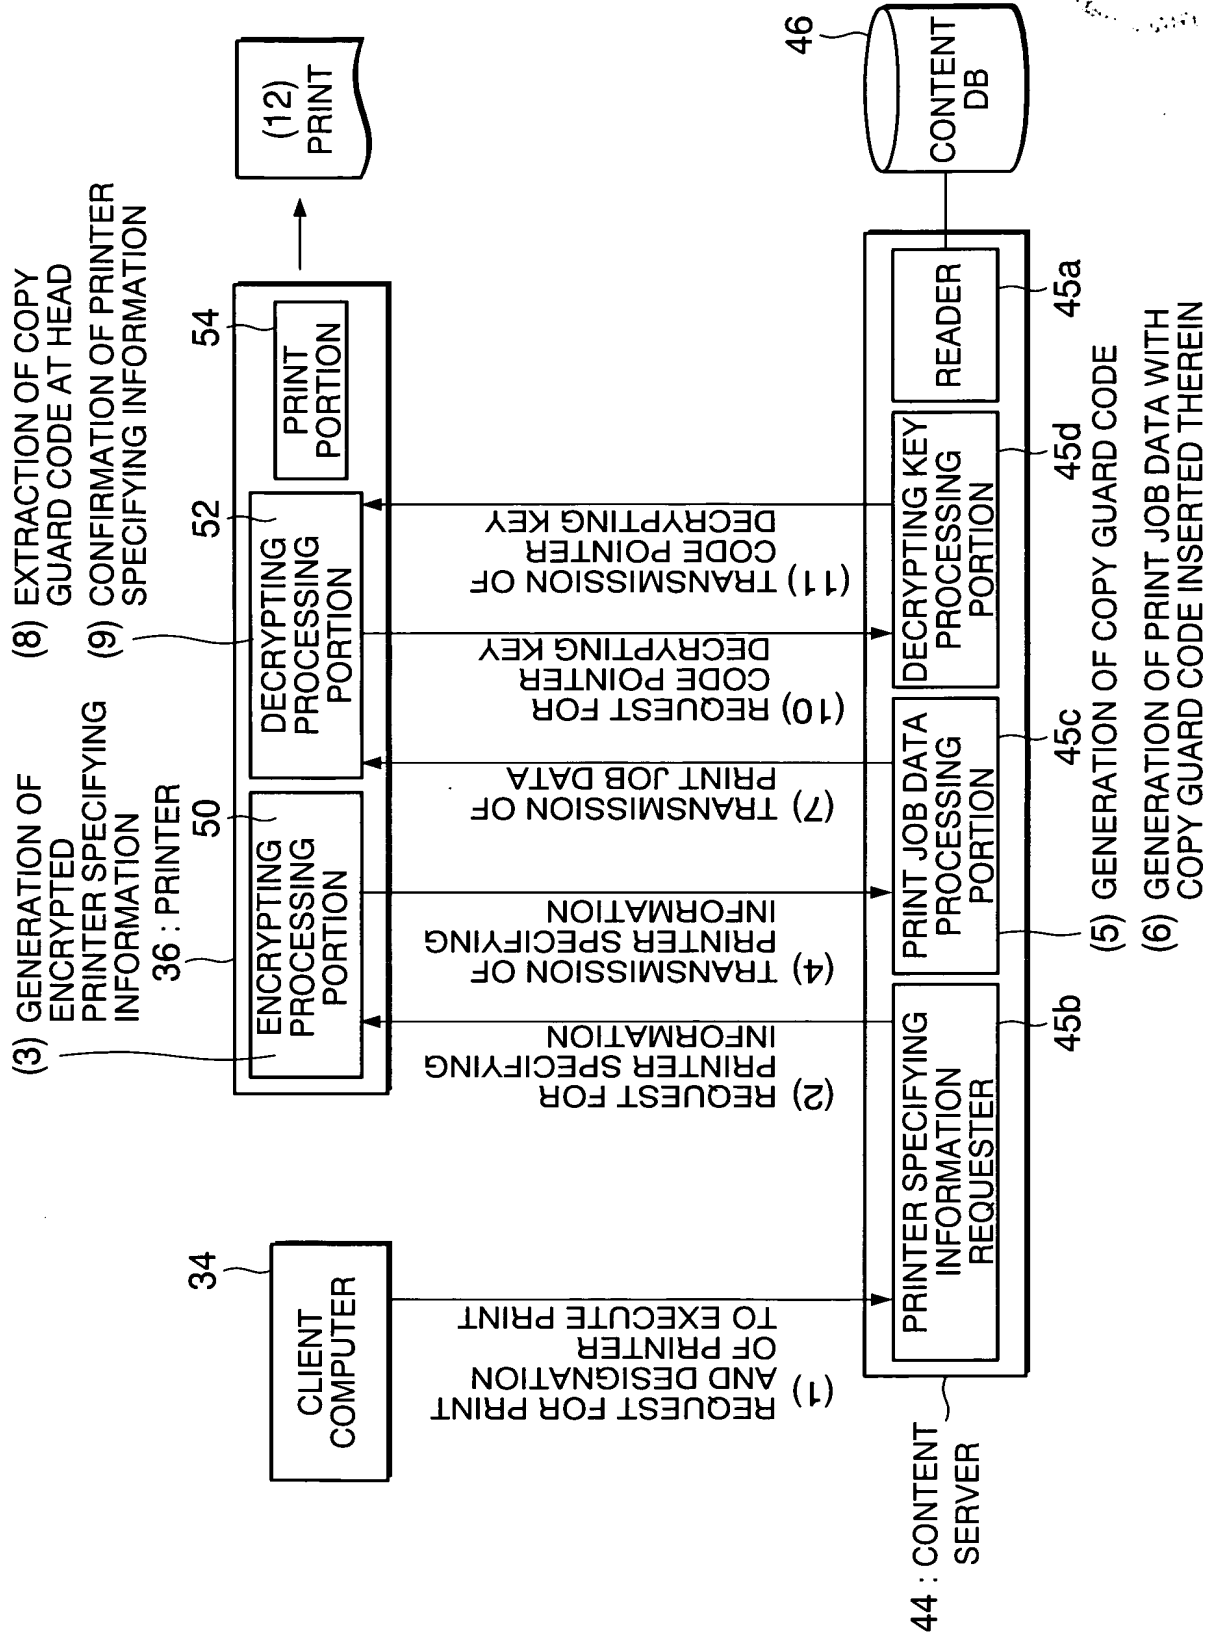 (3) GENERATION OF
ENCRYPTED
PRINTER SPECIFYING
INFORMATION
(8) EXTRACTION OF COPY
GUARD CODE AT HEAD
(9) CONFIRMATION OF PRINTER
SPECIFYING INFORMATION
36 : PRINTER
34
CLIENT
COMPUTER
50
ENCRYPTING
PROCESSING
PORTION
52
DECRYPTING
PROCESSING
PORTION
54
PRINT
PORTION
(12)
PRINT
(1) REQUEST FOR PRINT
AND DESIGNATION
OF PRINTER
TO EXECUTE PRINT
(2) REQUEST FOR
PRINTER SPECIFYING
INFORMATION
(4) TRANSMISSION OF
PRINTER SPECIFYING
INFORMATION
(7) TRANSMISSION OF
PRINT JOB DATA
(10) REQUEST FOR
CODE POINTER
DECRYPTING KEY
(11) TRANSMISSION OF
CODE POINTER
DECRYPTING KEY
44 : CONTENT
SERVER
PRINTER SPECIFYING
INFORMATION
REQUESTER
45b
PRINT JOB DATA
PROCESSING
PORTION
45c
DECRYPTING KEY
PROCESSING
PORTION
45d
READER
45a
46
CONTENT
DB
(5) GENERATION OF COPY GUARD CODE
(6) GENERATION OF PRINT JOB DATA WITH
COPY GUARD CODE INSERTED THEREIN